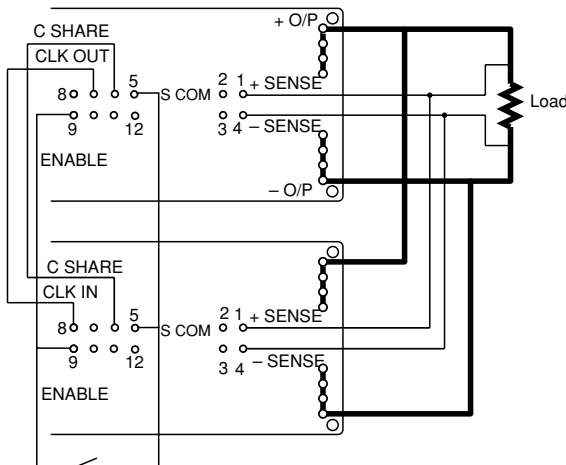 + O/P
C SHARE
CLK OUT
5
2 1 + SENSE
8
S COM
Load
9
12
3 4 – SENSE
ENABLE
– O/P
C SHARE
CLK IN
5
2 1 + SENSE
8
S COM
9
12
3 4 – SENSE
ENABLE